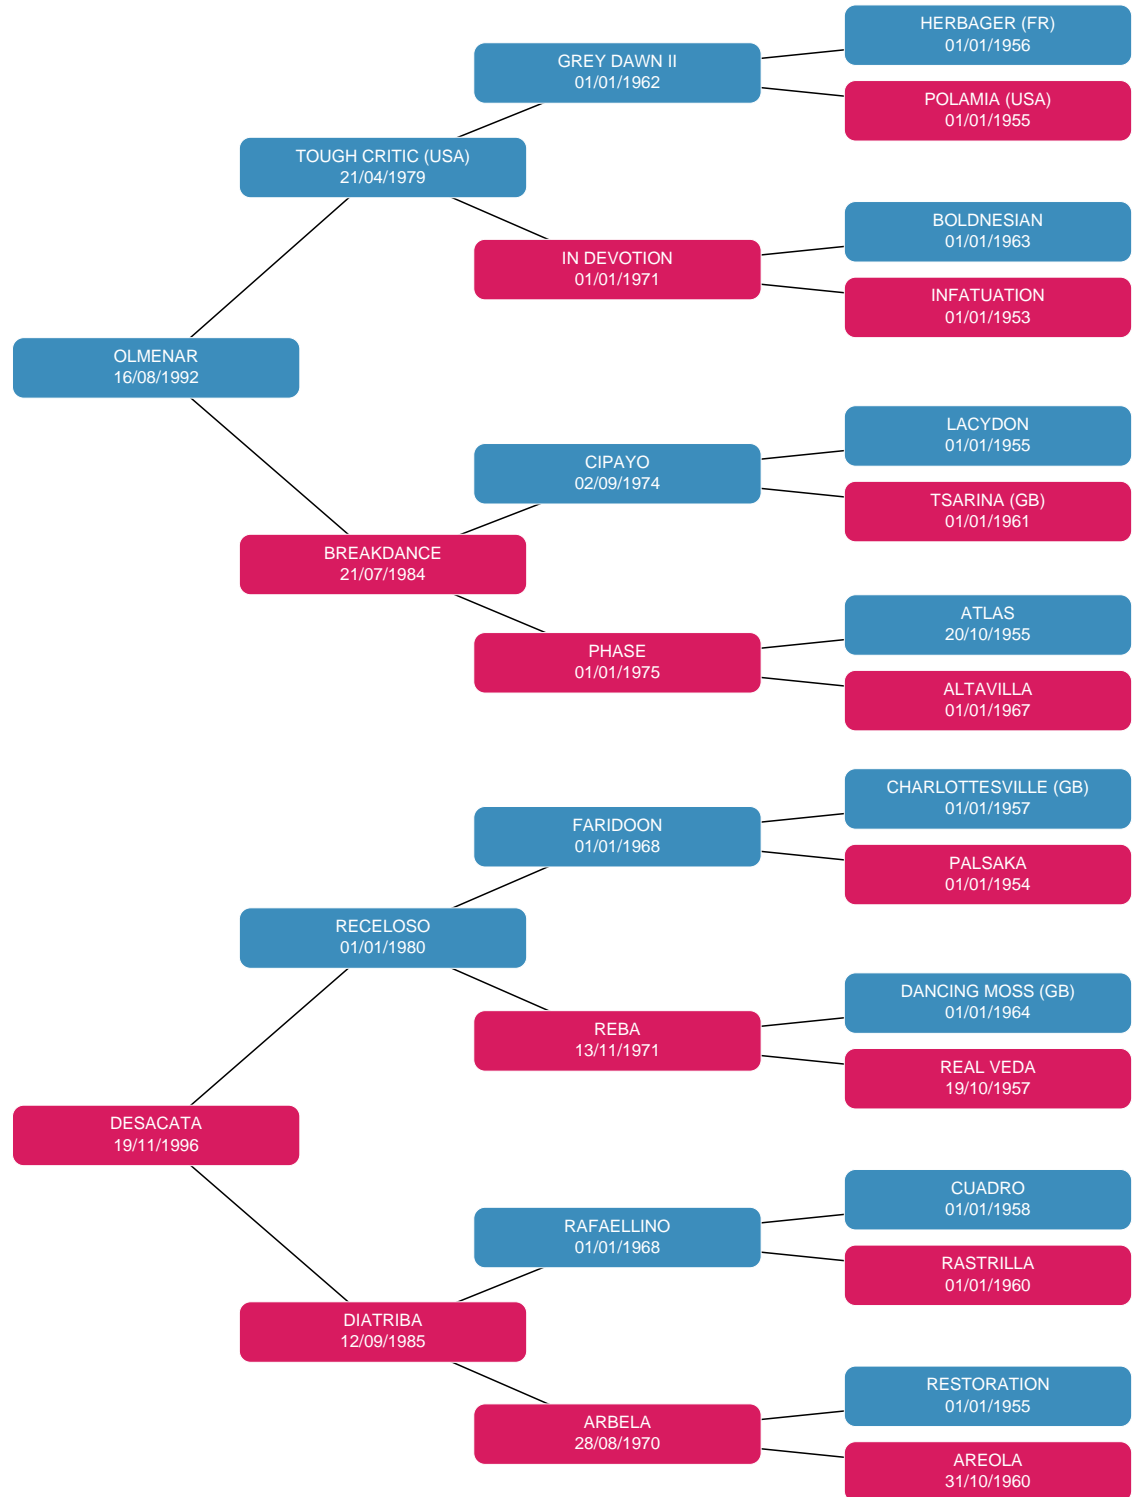 HERBAGER (FR)
01/01/1956
GREY DAWN II
01/01/1962
POLAMIA (USA)
01/01/1955
TOUGH CRITIC (USA)
21/04/1979
BOLDNESIAN
01/01/1963
IN DEVOTION
01/01/1971
INFATUATION
01/01/1953
OLMENAR
16/08/1992
LACYDON
01/01/1955
CIPAYO
02/09/1974
TSARINA (GB)
01/01/1961
BREAKDANCE
21/07/1984
ATLAS
20/10/1955
PHASE
01/01/1975
ALTAVILLA
01/01/1967
CHARLOTTESVILLE (GB)
01/01/1957
FARIDOON
01/01/1968
PALSAKA
01/01/1954
RECELOSO
01/01/1980
DANCING MOSS (GB)
01/01/1964
REBA
13/11/1971
REAL VEDA
19/10/1957
DESACATA
19/11/1996
CUADRO
01/01/1958
RAFAELLINO
01/01/1968
RASTRILLA
01/01/1960
DIATRIBA
12/09/1985
RESTORATION
01/01/1955
ARBELA
28/08/1970
AREOLA
31/10/1960